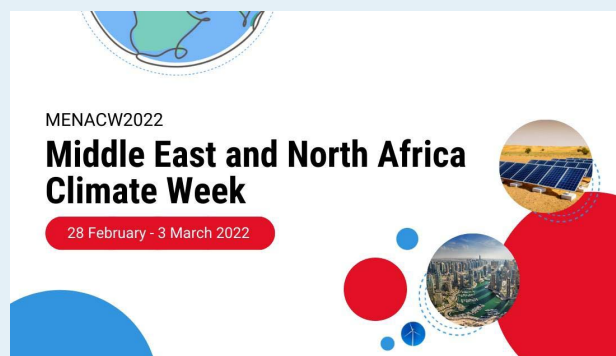 MENACW2022
Middle East and North Africa
Climate Week
28 February - 3 March 2022